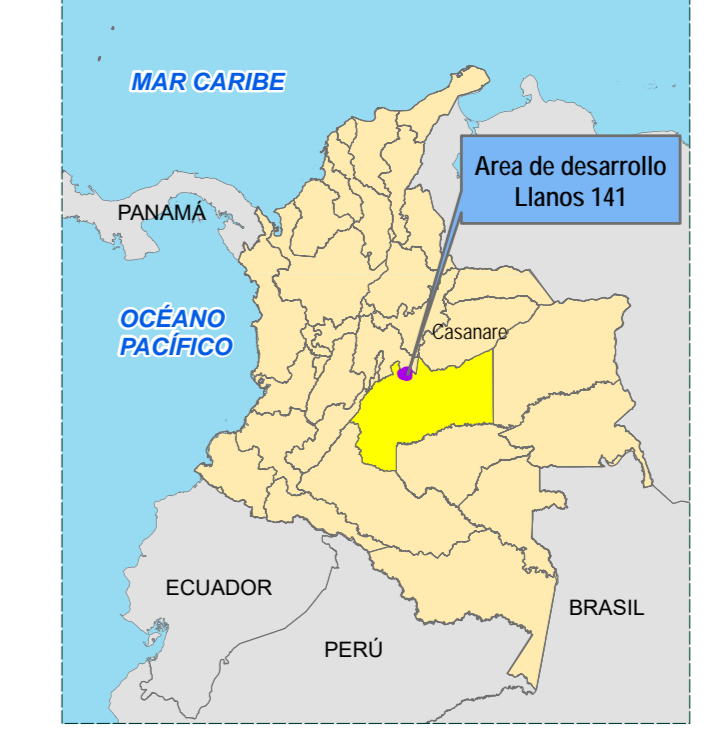 MAR CARIBE
Area de desarrollo
Llanos 141
PANAMÁ
OCÉANO
PACÍFICO
Casanare
ECUADOR
BRASIL
PERÚ